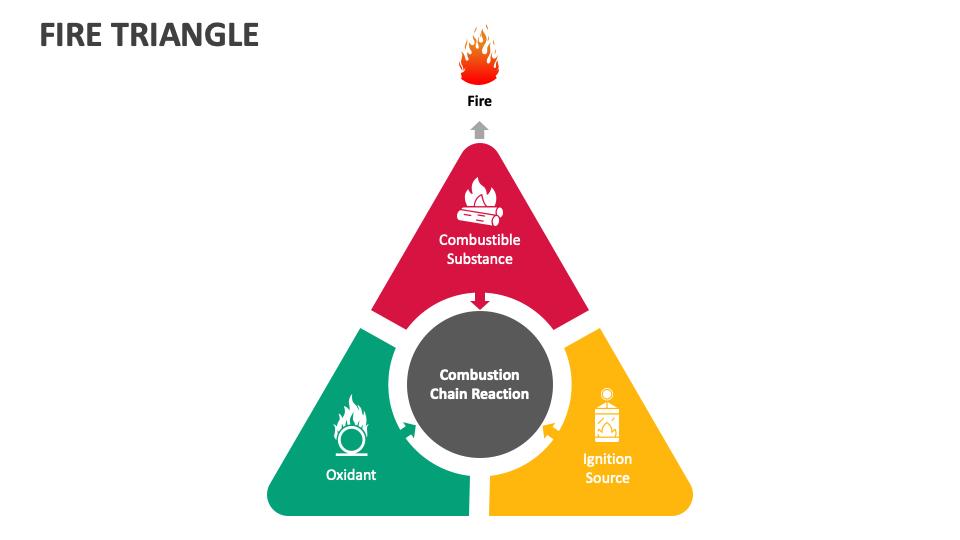 FIRE TRIANGLE
Fire
Combustible
Substance
Combustion
Chain Reaction
Oxidant
Ignition
Source